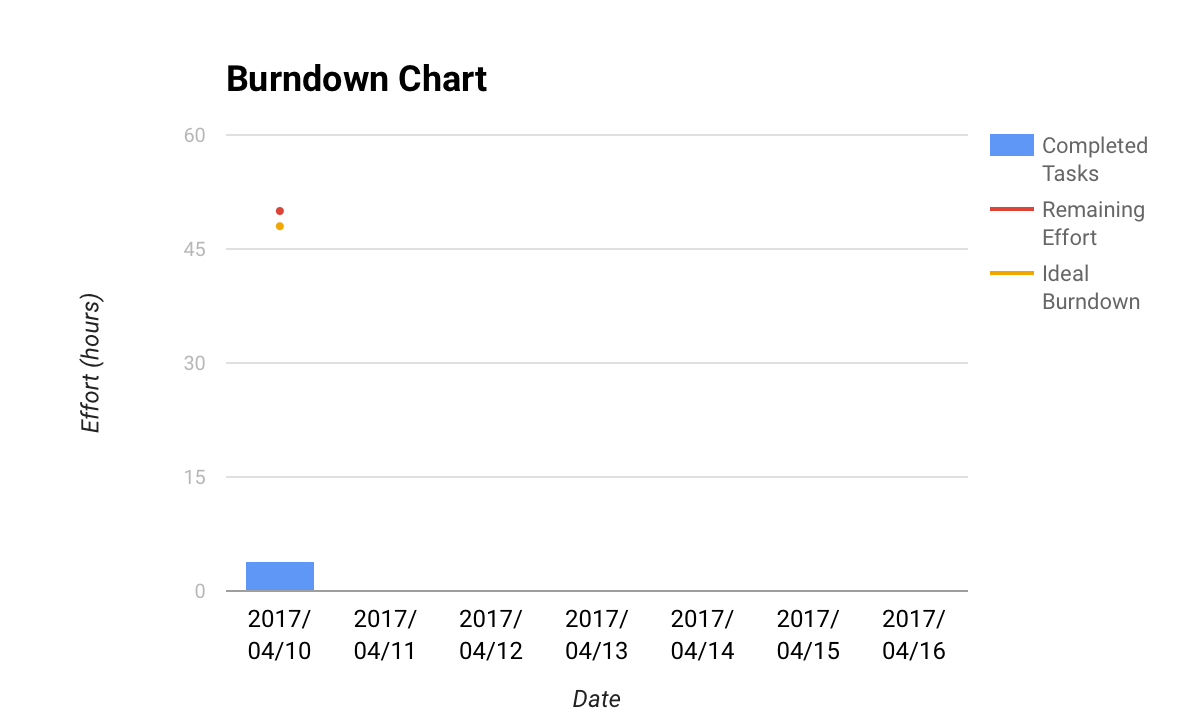 Burndown Chart
60
45
30
15
0
Effort (hours)
Completed
Tasks
Remaining
Effort
Ideal
Burndown
2017/ 2017/ 2017/ 2017/ 2017/ 2017/ 2017/
04/10 04/11 04/12 04/13 04/14 04/15 04/16
Date